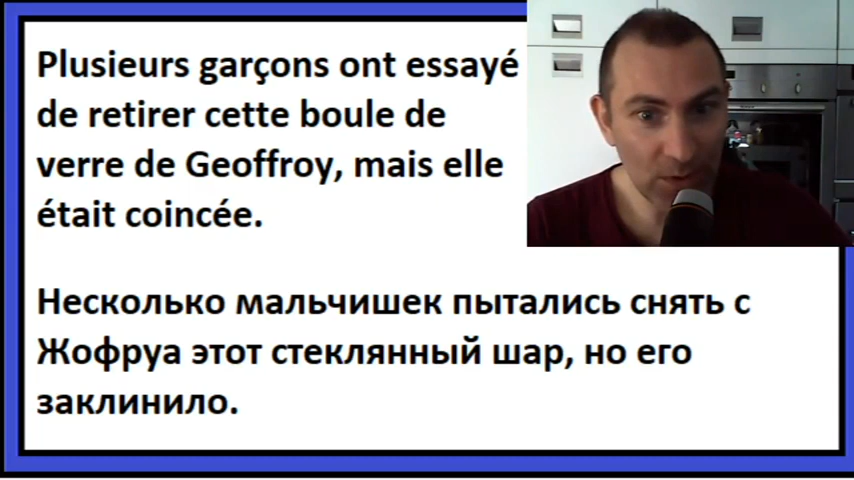 Plusieurs garçons ont essayé
de retirer cette boule de
verre de Geoffroy, mais elle
était coincée.
Несколько мальчишек пытались снять с
Жофруа этот стеклянный шар, но его
заклинило.